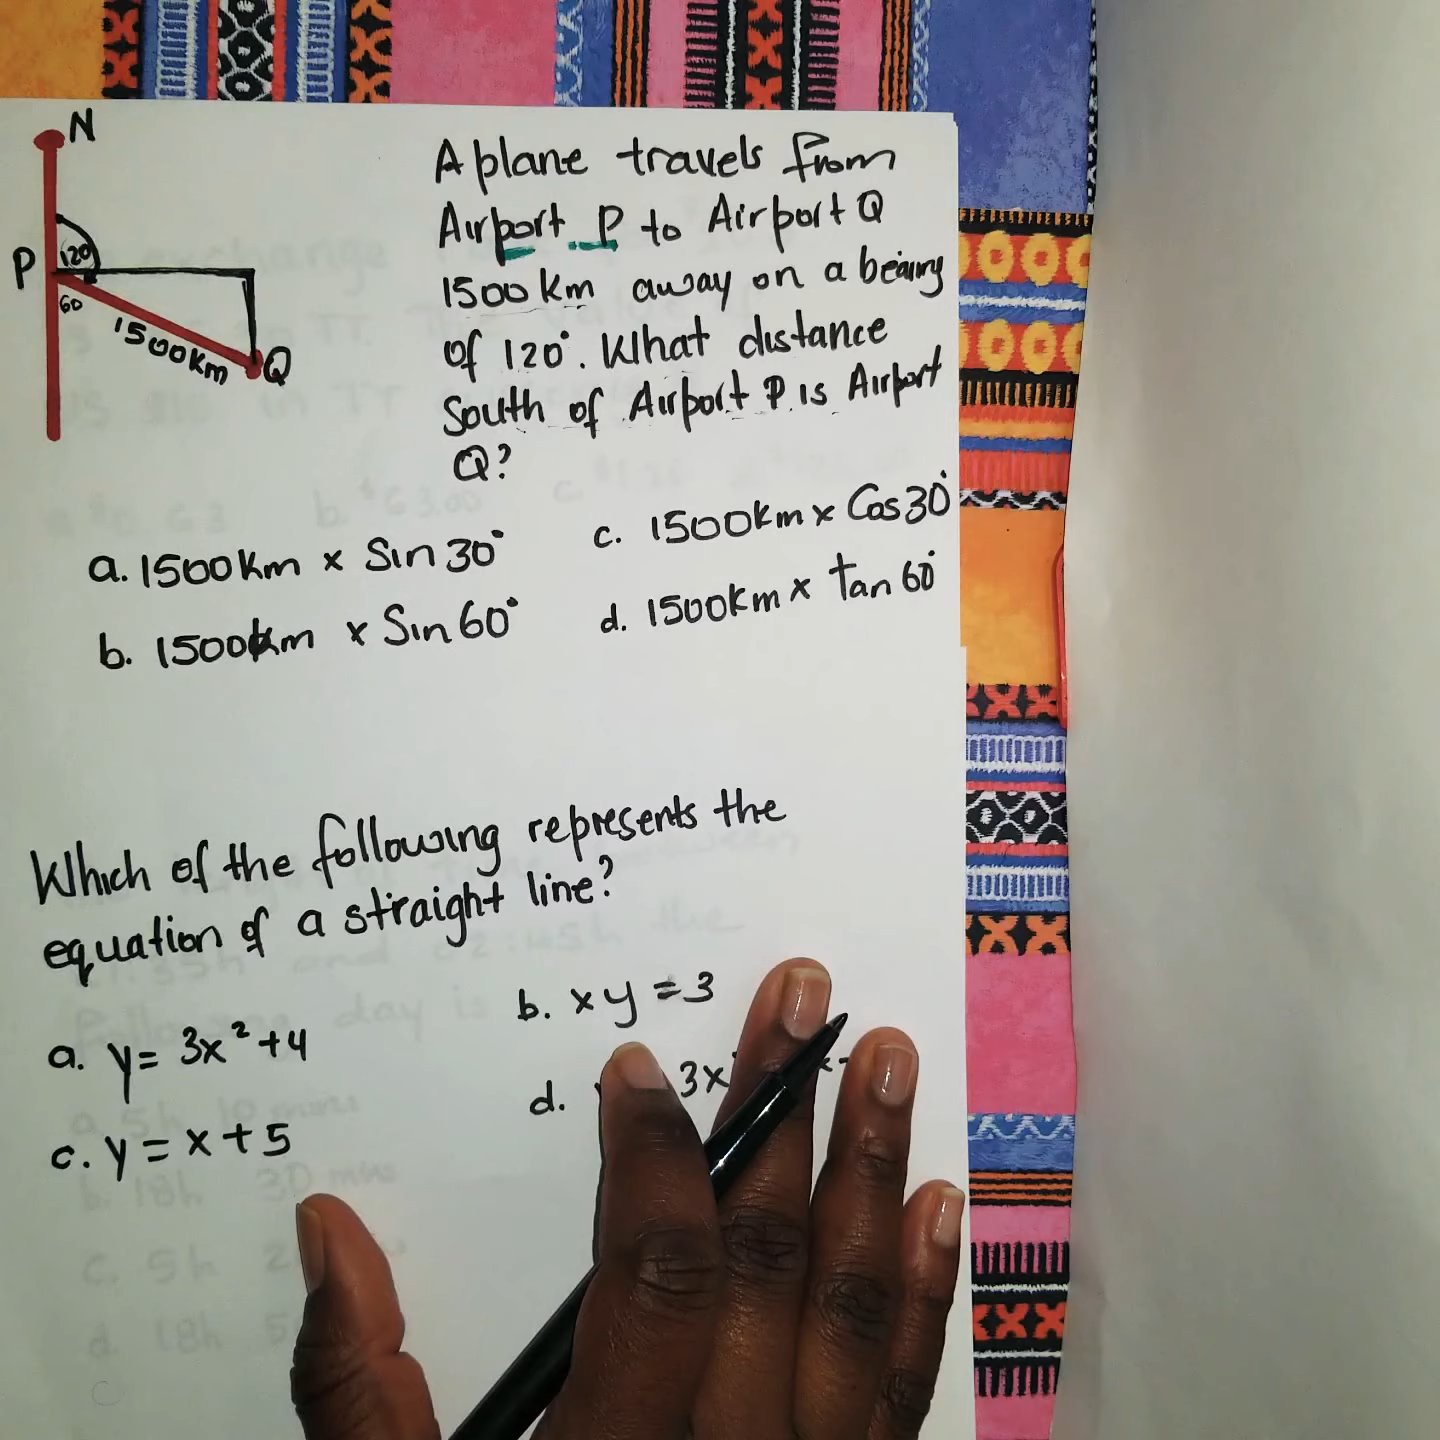 N
P
120
60
1500km
Q
A plane travels from
Airport P to Airport Q
1500 km away on a
of 120°. What distance
South of Airport P is Airport
Q?
a. 1500km x Sin 30°
b. 1500km x Sin 60°
c. 1500km x Cos 30°
d. 1500km x tan 60°
Which of the following represents the
equation of a straight line?
a. y = 3x² + 4
b. xy = 3
c. y = x + 5
d. 3x